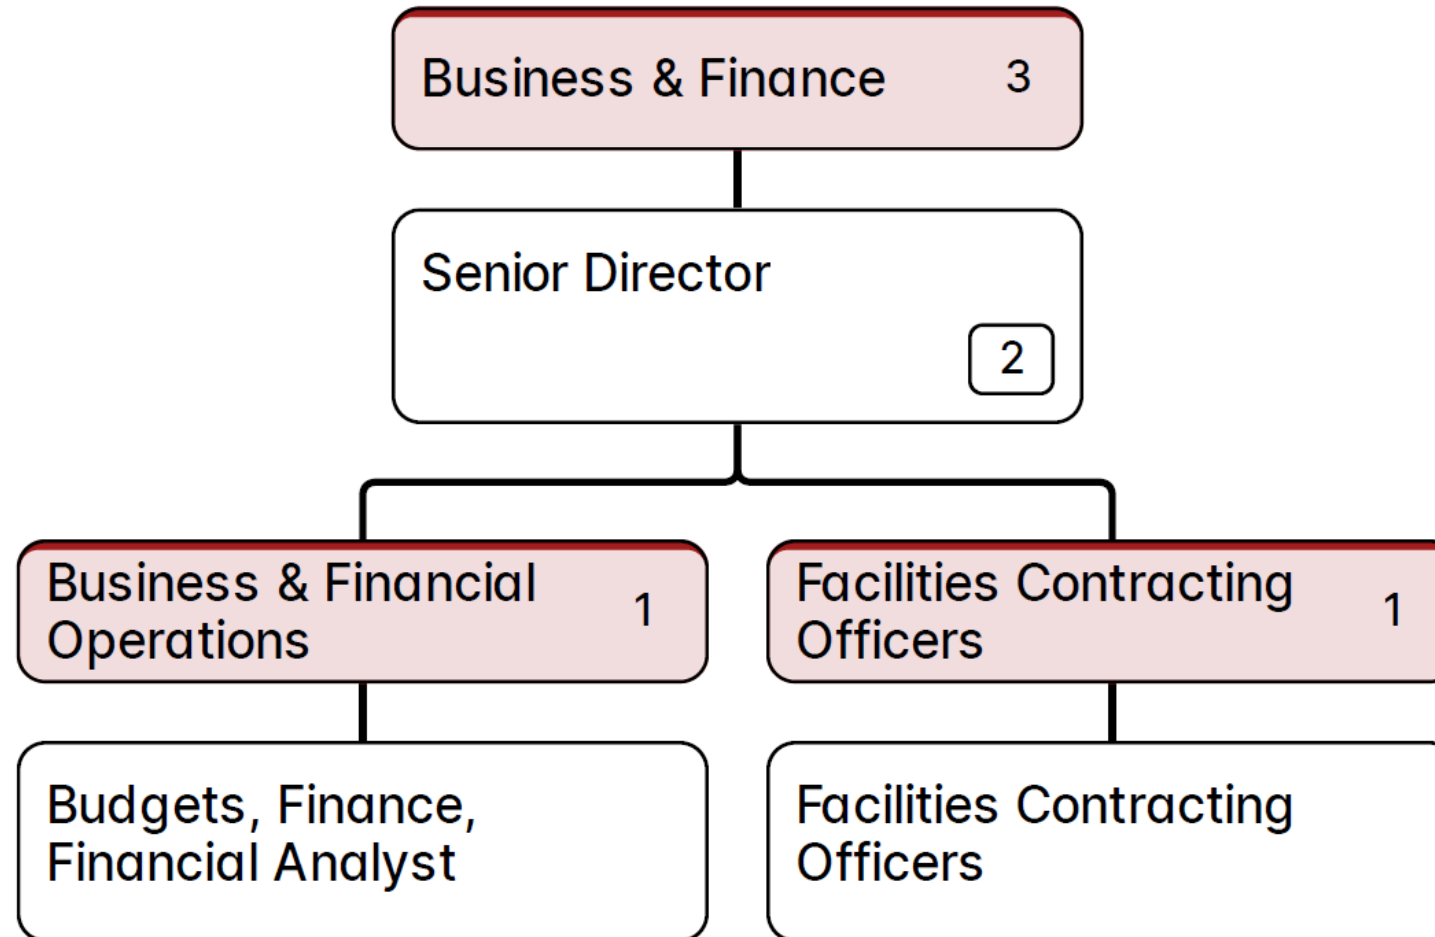 Business & Finance 3
Senior Director
2
Business & Financial
Operations
1
Facilities Contracting
Officers
1
Budgets, Finance,
Financial Analyst
Facilities Contracting
Officers